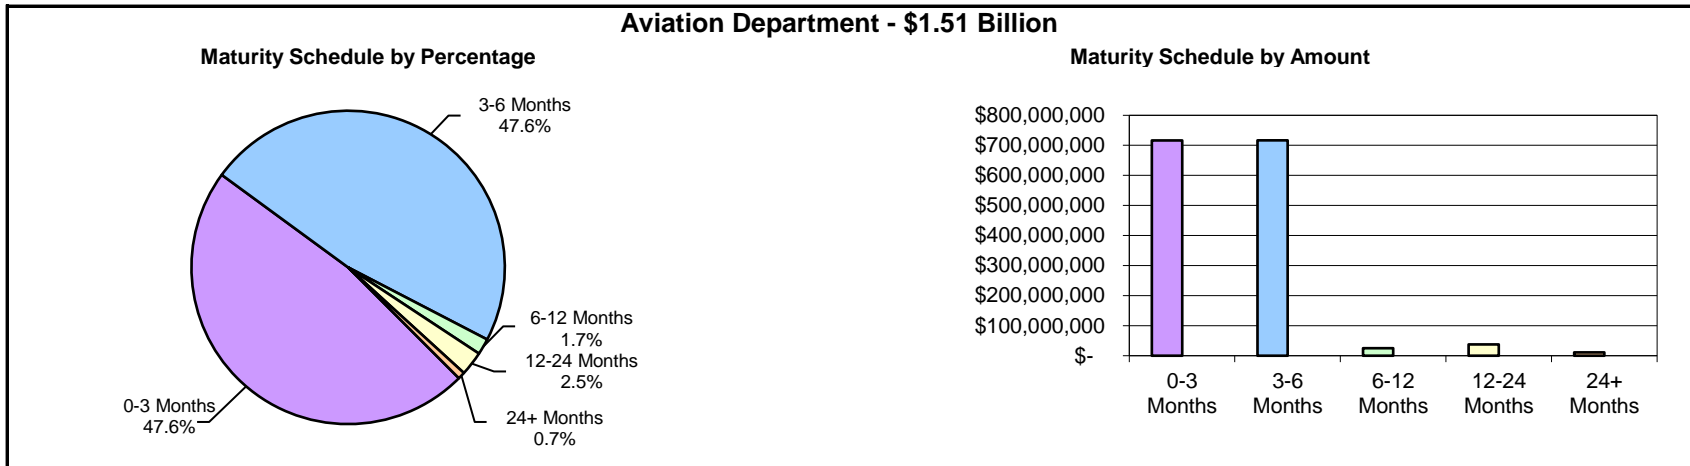 Aviation Department - $1.51 Billion
Maturity Schedule by Percentage
3-6 Months
47.6%
6-12 Months
1.7%
12-24 Months
2.5%
24+ Months
0.7%
0-3 Months
47.6%
Maturity Schedule by Amount
$800,000,000
$700,000,000
$600,000,000
$500,000,000
$400,000,000
$300,000,000
$200,000,000
$100,000,000
$-
0-3
Months
3-6
Months
6-12
Months
12-24
Months
24+
Months